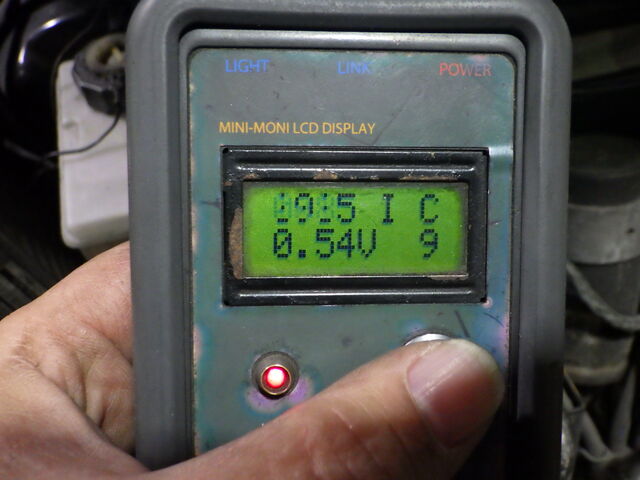 LIGHT LINK POWER
MINI-MONI LCD DISPLAY
I C
0.54V 9